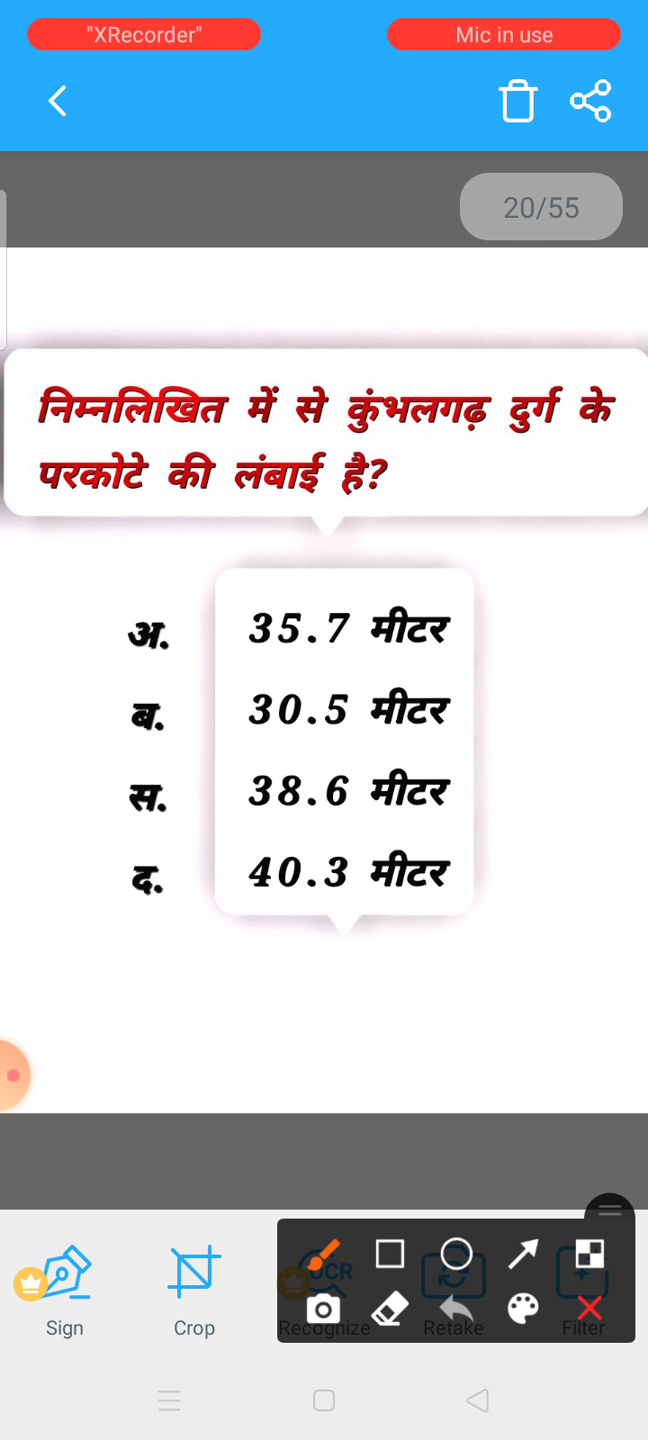 "XRecorder"
Mic in use
20/55
निम्नलिखित में से कुंभलगढ़ दुर्ग के
परकोटे की लंबाई है?
अ. 35.7 मीटर
ब. 30.5 मीटर
स. 38.6 मीटर
द. 40.3 मीटर
OCR
Sign
Crop
Recognize
Retake
Filter